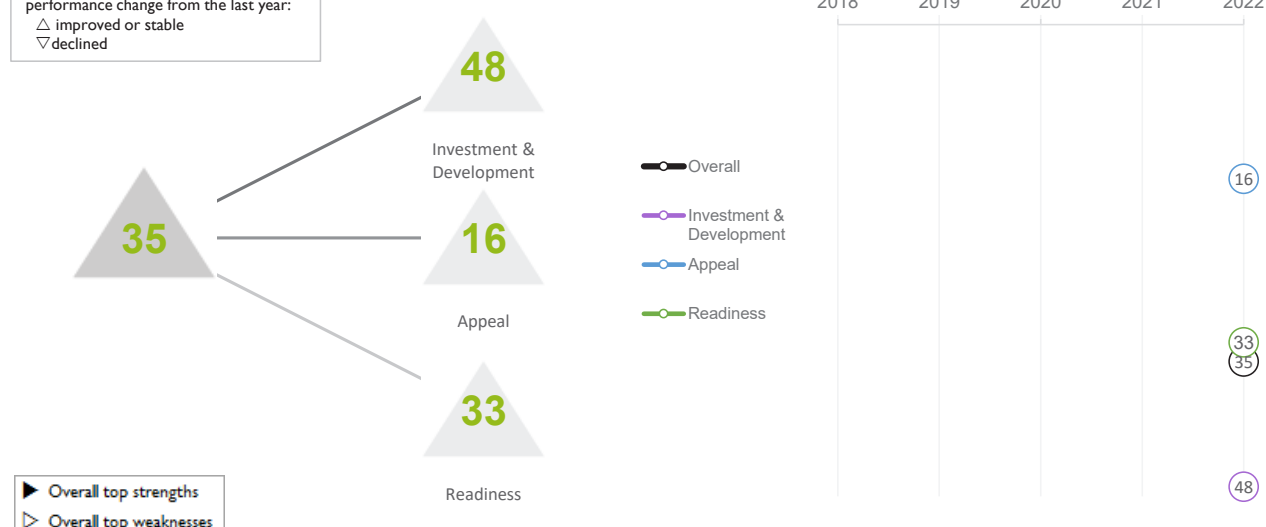 performance change from the last year:
△ improved or stable
▽declined
48
Investment &
Development
35
16
Appeal
33
Readiness
▶ Overall top strengths
▷ Overall top weaknesses
Overall
Investment &
Development
Appeal
Readiness
2018 2019 2020 2021 2022
16
33
35
48